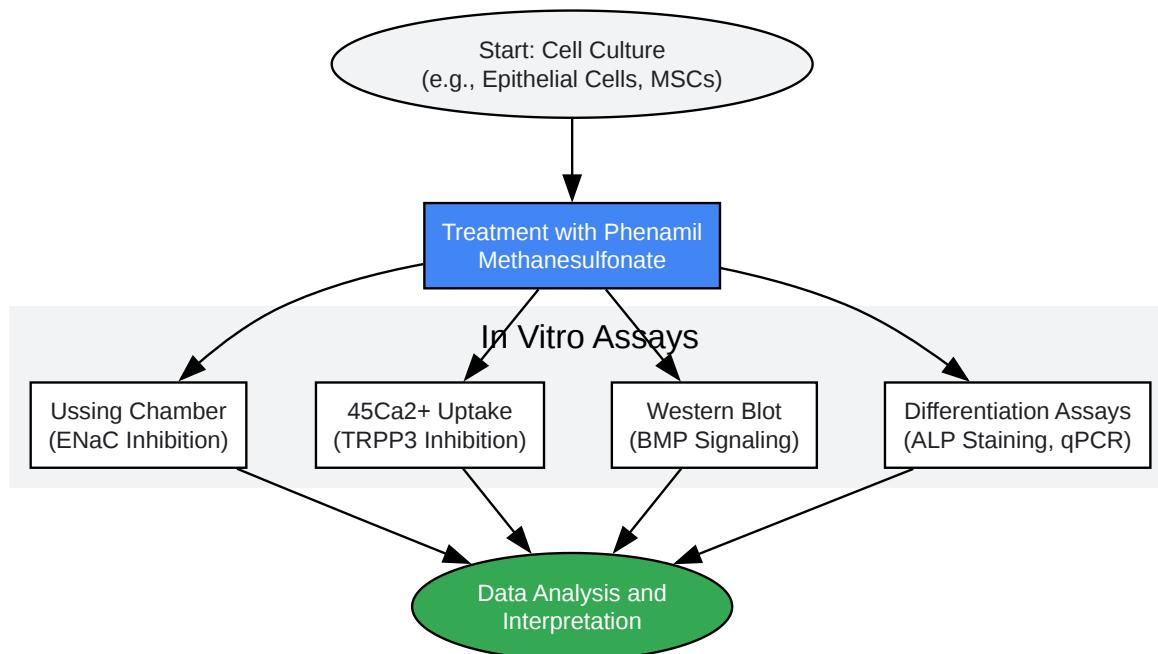 Start: Cell Culture
(e.g., Epithelial Cells, MSCs)
Treatment with Phenamil
Methanesulfonate
In Vitro Assays
Ussing Chamber
(ENaC Inhibition)
45Ca2+ Uptake
(TRPP3 Inhibition)
Western Blot
(BMP Signaling)
Differentiation Assays
(ALP Staining, qPCR)
Data Analysis and
Interpretation